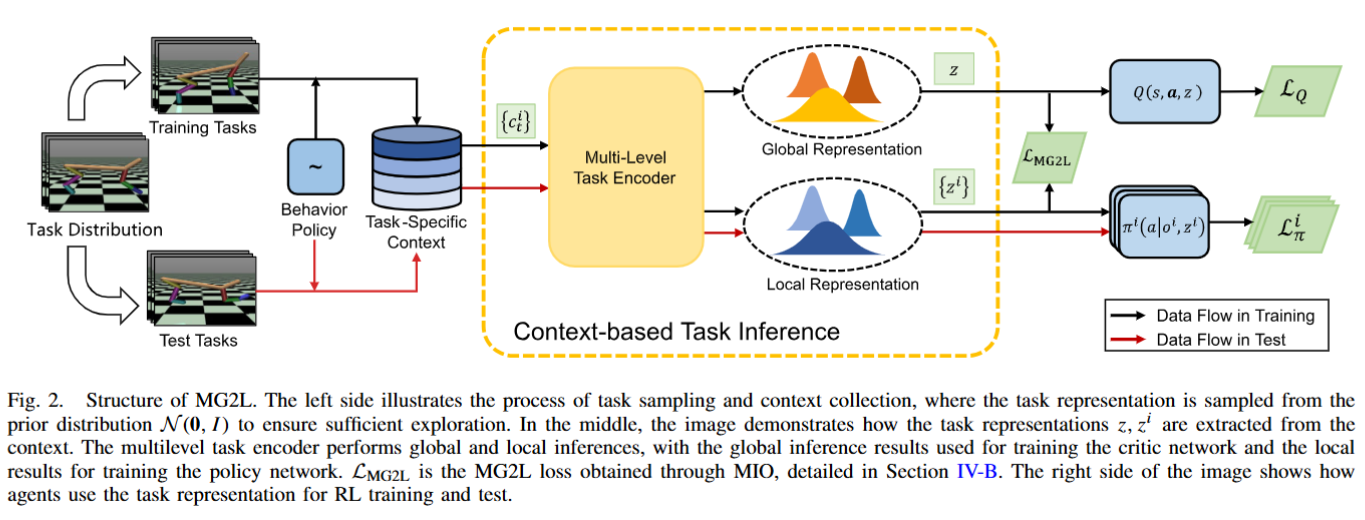 Training Tasks
Task Distribution
Test Tasks
~
Behavior
Policy
Task-Specific
Context
{c_t^i}
Multi-Level
Task Encoder
Global Representation
Local Representation
Context-based Task Inference
z
{z^i}
ℒ_MG2L
Q(s, a, z)
ℒ_Q
π^i(a|o^i, z^i)
ℒ_π^i
Data Flow in Training
Data Flow in Test
Fig. 2. Structure of MG2L. The left side illustrates the process of task sampling and context collection, where the task representation is sampled from the
prior distribution 𝒩(0, I) to ensure sufficient exploration. In the middle, the image demonstrates how the task representations z, z^i are extracted from the
context. The multilevel task encoder performs global and local inferences, with the global inference results used for training the critic network and the local
results for training the policy network. ℒ_MG2L is the MG2L loss obtained through MIO, detailed in Section IV-B. The right side of the image shows how
agents use the task representation for RL training and test.